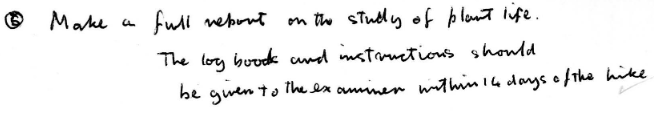 ⑤ Make a full report on the study of plant life.
The log book and instructions should
be given to the examiner within 14 days of the hike